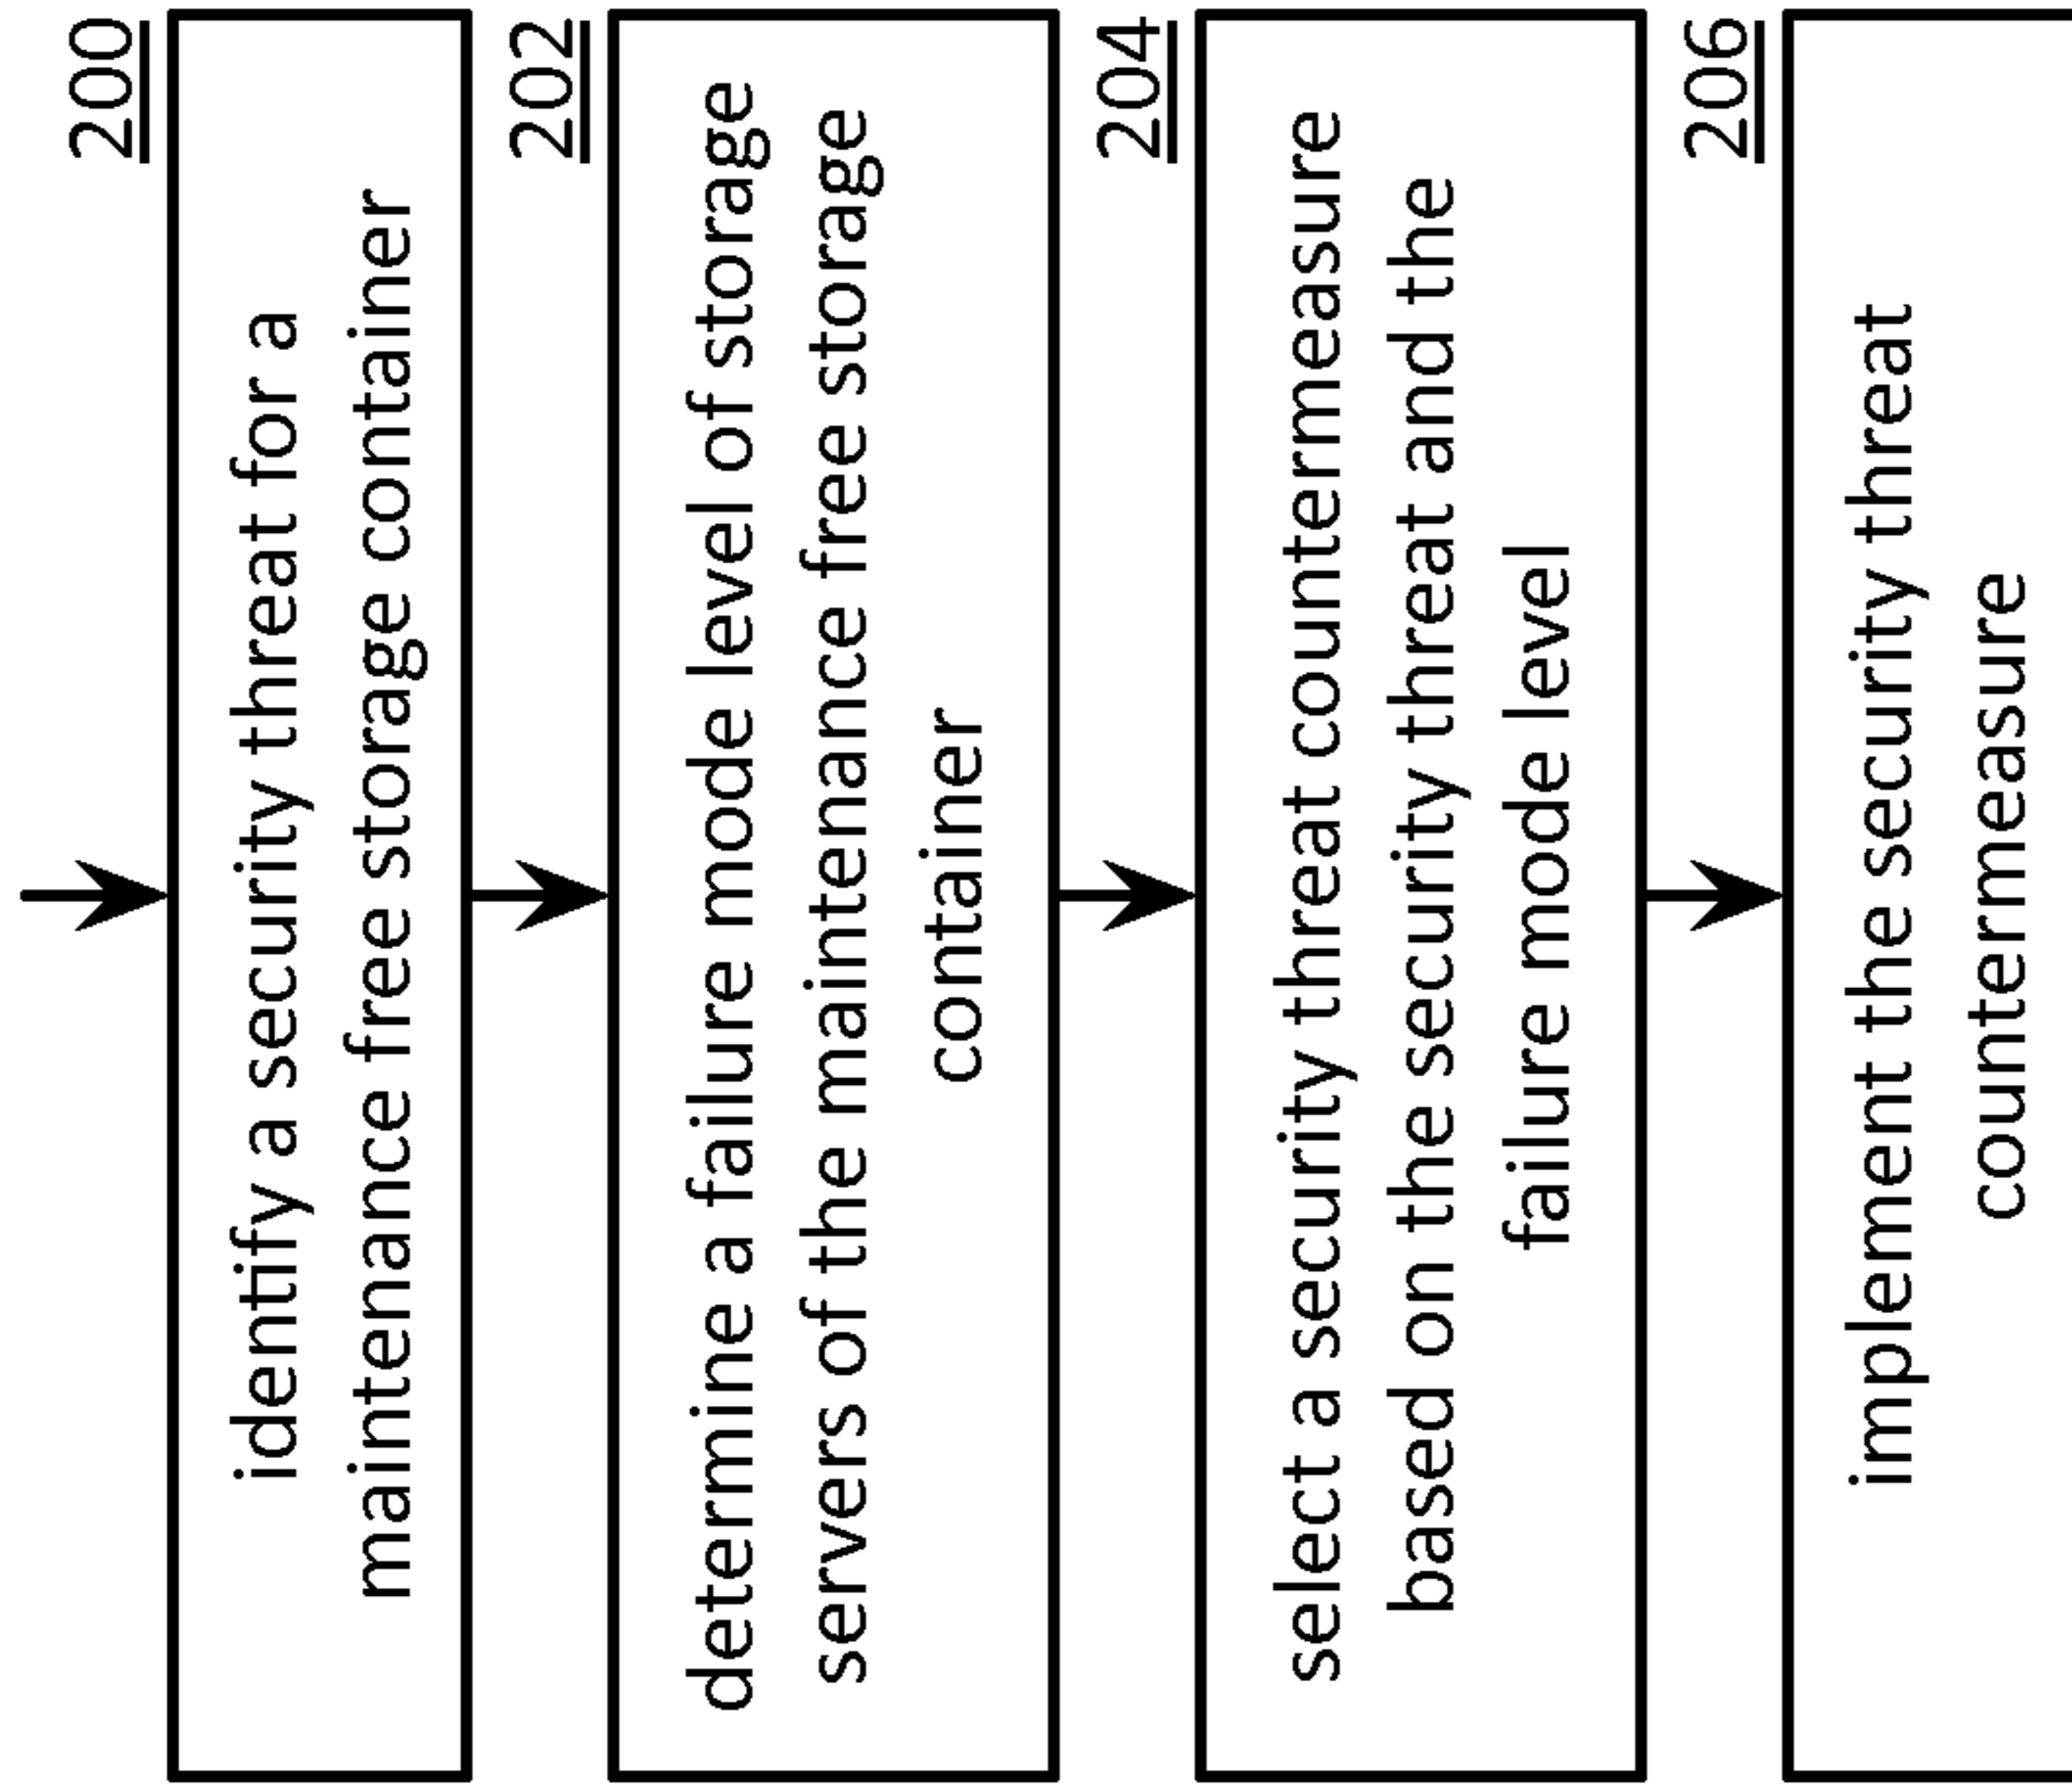 200
identify a security threat for a
maintenance free storage container
202
determine a failure mode level of storage
servers of the maintenance free storage
container
204
select a security threat countermeasure
based on the security threat and the
failure mode level
206
implement the security threat
countermeasure